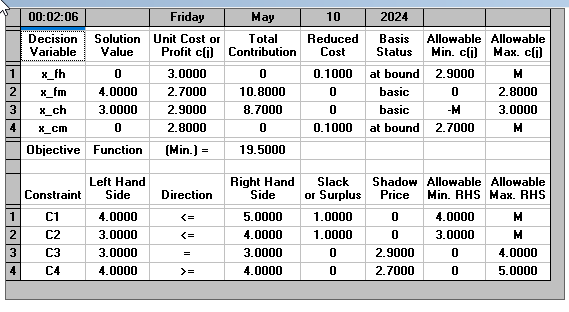 00:02:06 Friday May 10 2024
Decision Variable Solution Value Unit Cost or Profit c(j) Total Contribution Reduced Cost Basis Status Allowable Min. c(j) Allowable Max. c(j)
1 x_fh 0 3.0000 0 0.1000 at bound 2.9000 M
2 x_fm 4.0000 2.7000 10.8000 0 basic 0 2.8000
3 x_ch 3.0000 2.9000 8.7000 0 basic -M 3.0000
4 x_cm 0 2.8000 0 0.1000 at bound 2.7000 M
Objective Function (Min.) = 19.5000
Constraint Left Hand Side Direction Right Hand Side Slack or Surplus Shadow Price Allowable Min. RHS Allowable Max. RHS
1 C1 4.0000 <= 5.0000 1.0000 0 4.0000 M
2 C2 3.0000 <= 4.0000 1.0000 0 3.0000 M
3 C3 3.0000 = 3.0000 0 2.9000 0 4.0000
4 C4 4.0000 >= 4.0000 0 2.7000 0 5.0000